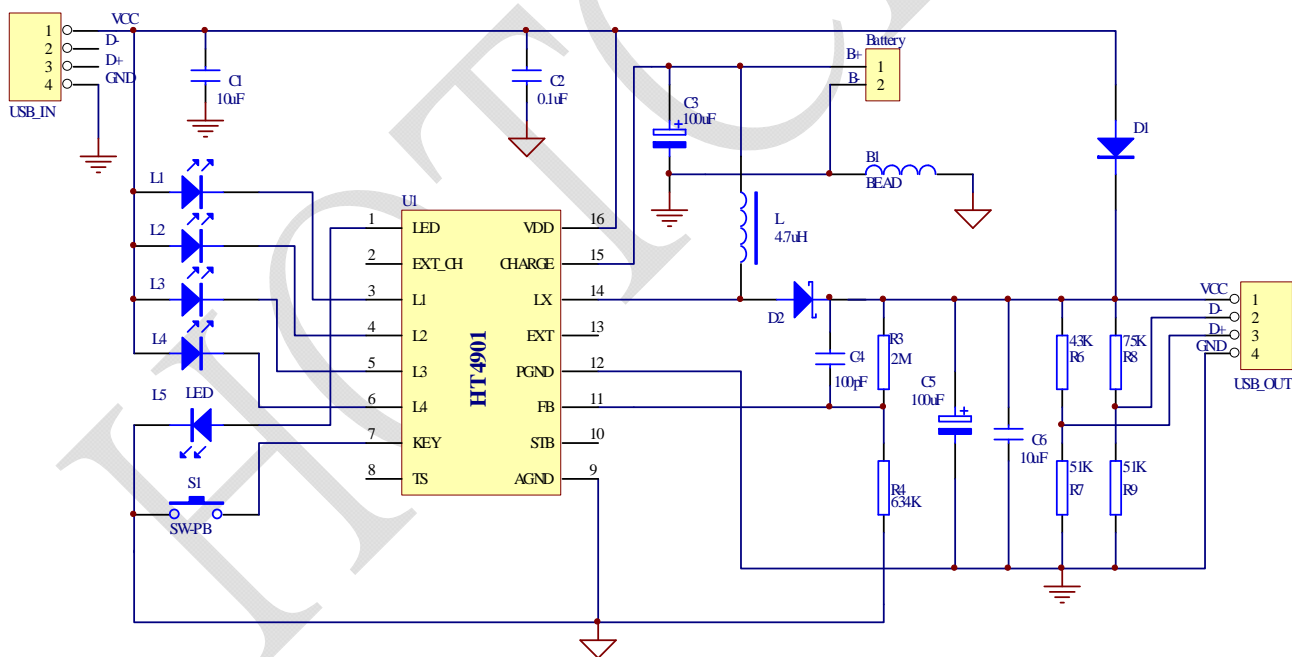 VCC
1
D-
2
D+
3
GND
4
USB_IN
C1
10uF
C2
0.1uF
Battery
B+
1
B-
2
C3
100uF
D1
B1
BEAD
L
4.7uH
L1
L2
L3
L4
L5 LED
S1
SW-PB
U1
HT4901
1 LED
2 EXT_CH
3 L1
4 L2
5 L3
6 L4
7 KEY
8 TS
VDD 16
CHARGE 15
LX 14
EXT 13
PGND 12
FB 11
STB 10
AGND 9
D2
C4
100pF
R3
2M
R4
634K
C5
100uF
C6
10uF
43K
R6
75K
R8
51K
R7
51K
R9
VCC
1
D-
2
D+
3
GND
4
USB_OUT
HOTC